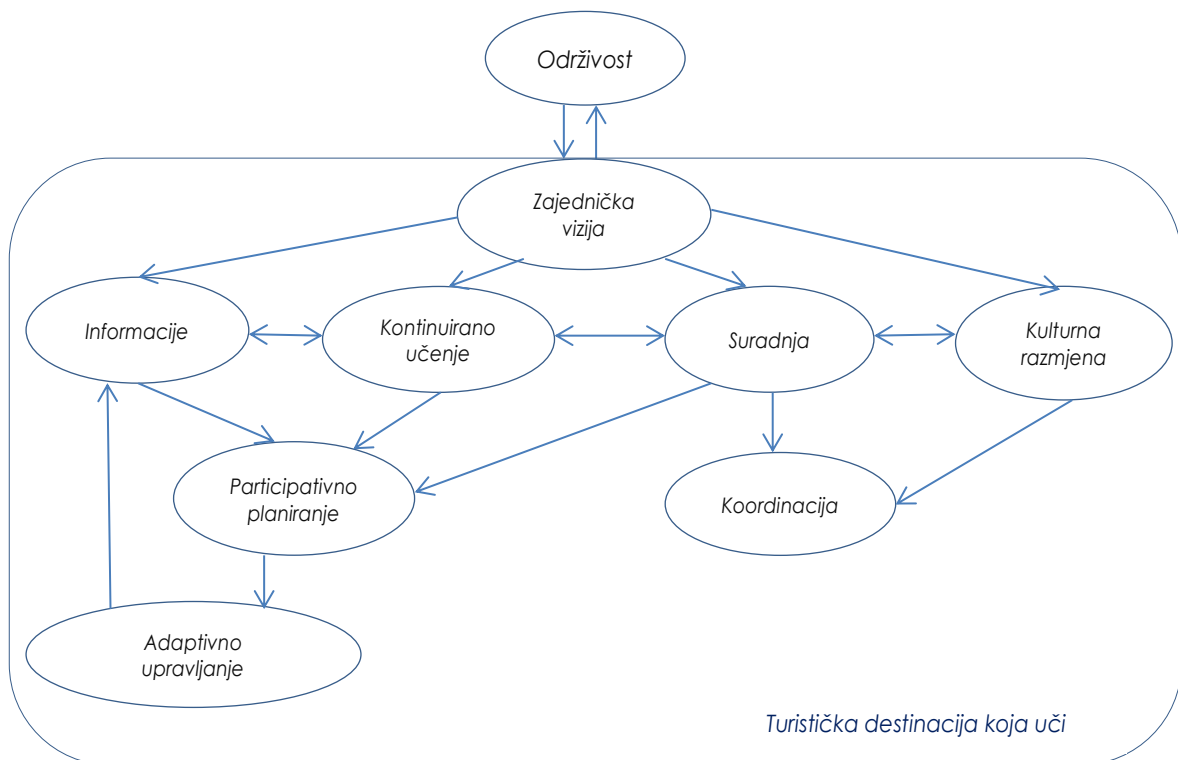 Održivost
Zajednička
vizija
Informacije
Kontinuirano
učenje
Suradnja
Kulturna
razmjena
Participativno
planiranje
Koordinacija
Adaptivno
upravljanje
Turistička destinacija koja uči